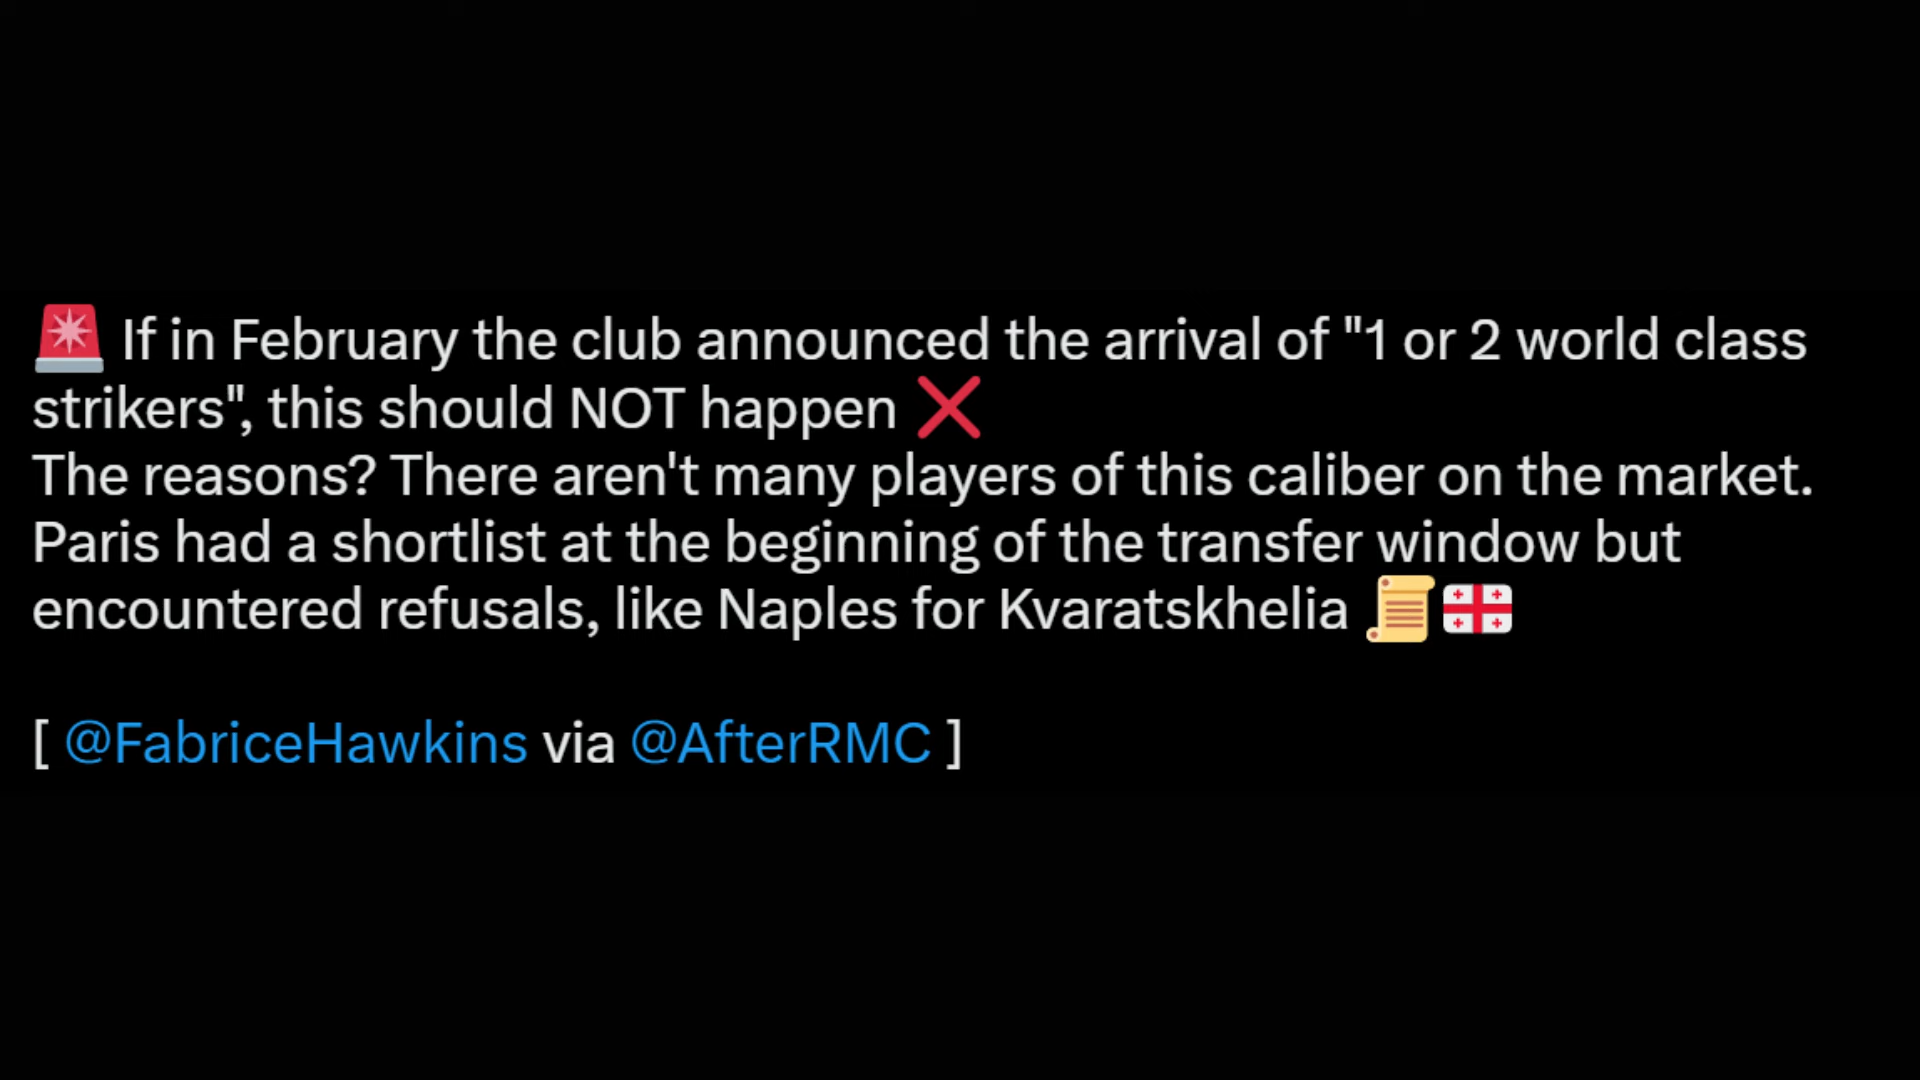 🚨 If in February the club announced the arrival of "1 or 2 world class
strikers", this should NOT happen ❌
The reasons? There aren't many players of this caliber on the market.
Paris had a shortlist at the beginning of the transfer window but
encountered refusals, like Naples for Kvaratskhelia 📜🇬🇪
[ @FabriceHawkins via @AfterRMC ]